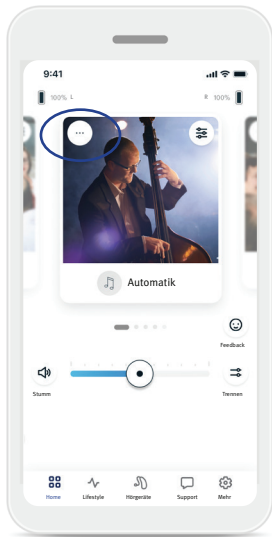 9:41
100% L
R 100%
Automatik
Feedback
Stumm
Trennen
Home Lifestyle Hörgeräte Support Mehr